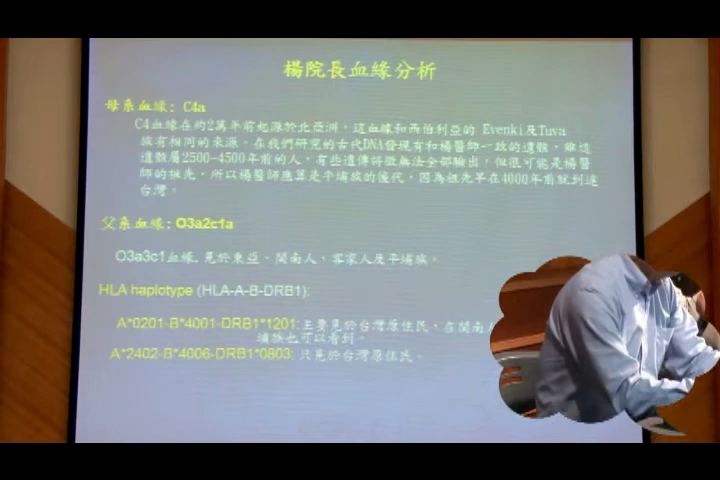 楊院長血緣分析
母系血緣: C4a
C4血緣在約2萬年前起源於北亞洲, 這血緣和西伯利亞的 Evenki及Tuva
族有相同的來源。在我們研究的古代DNA發現有和楊醫師一致的遺骸, 雖這
遺骸屬2500-4500年前的人, 有些遺傳標徵無法全部驗出, 但很可能是楊醫
師的祖先。所以楊醫師應算是平埔族的後代, 因為祖先早在4000年前就到達
台灣。
父系血緣: O3a2c1a
O3a3c1血緣, 見於東亞、閩南人, 客家人及平埔族。
HLA haplotype (HLA-A-B-DRB1):
A*0201-B*4001-DRB1*1201: 主要見於台灣原住民, 在閩南
埔族也可以看到。
A*2402-B*4006-DRB1*0803: 只見於台灣原住民。